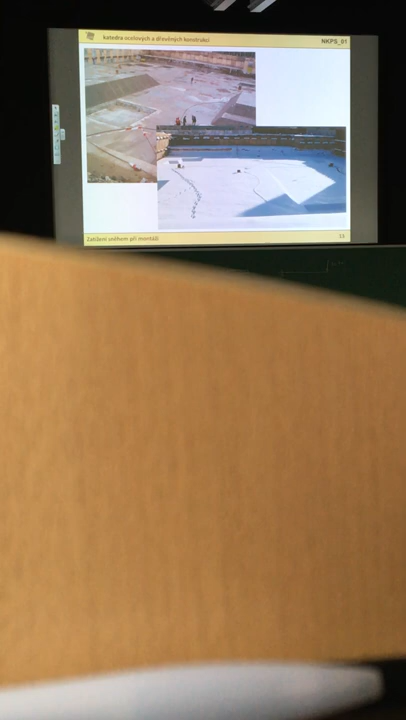 katedra ocelových a dřevěných konstrukcí
NKPS_01
Zatížení sněhem při montáži